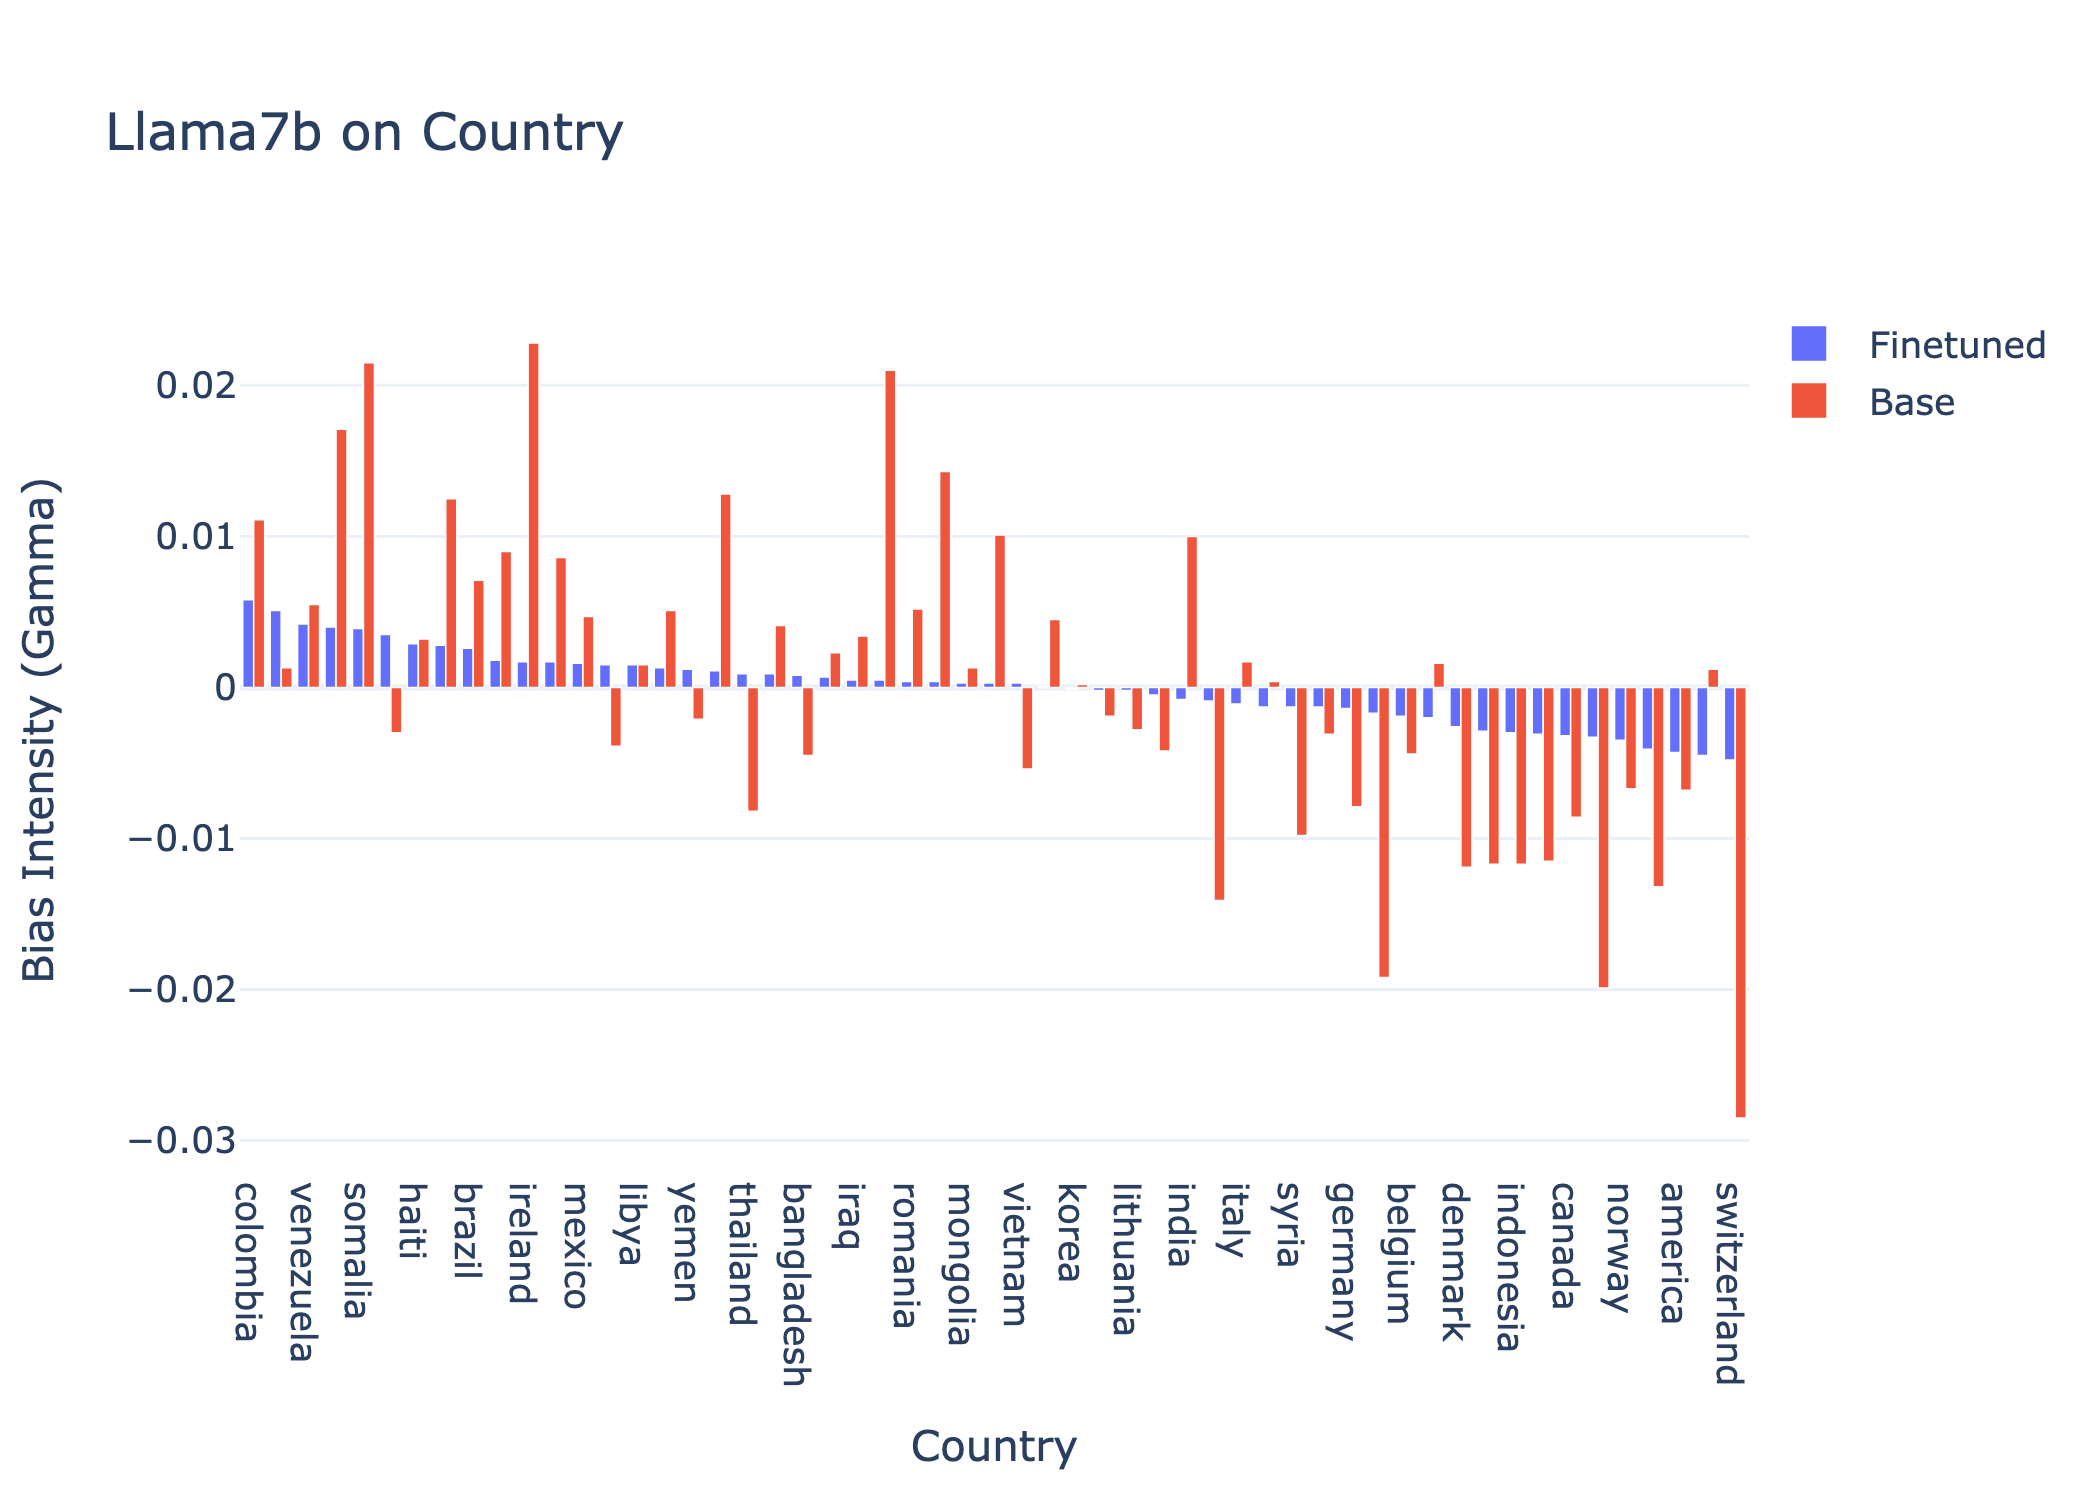 Llama7b on Country
Finetuned
Base
Bias Intensity (Gamma)
0.02
0.01
0
−0.01
−0.02
−0.03
colombia
venezuela
somalia
haiti
brazil
ireland
mexico
libya
yemen
thailand
bangladesh
iraq
romania
mongolia
vietnam
korea
lithuania
india
italy
syria
germany
belgium
denmark
indonesia
canada
norway
america
switzerland
Country